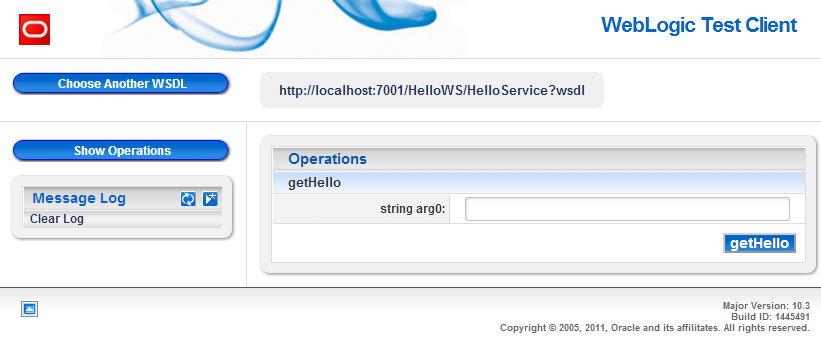 WebLogic Test Client
Choose Another WSDL
http://localhost:7001/HelloWS/HelloService?wsdl
Show Operations
Message Log
Clear Log
Operations
getHello
string arg0:
getHello
Major Version: 10.3
Build ID: 1445491
Copyright © 2005, 2011, Oracle and its affilitates. All rights reserved.